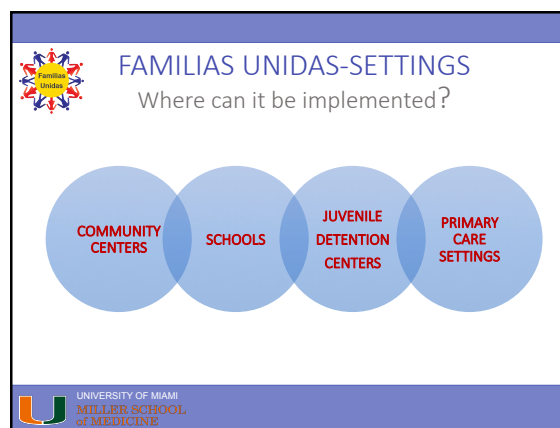 Familias
Unidas
FAMILIAS UNIDAS-SETTINGS
Where can it be implemented?
COMMUNITY
CENTERS
SCHOOLS
JUVENILE
DETENTION
CENTERS
PRIMARY
CARE
SETTINGS
UNIVERSITY OF MIAMI
MILLER SCHOOL
of MEDICINE